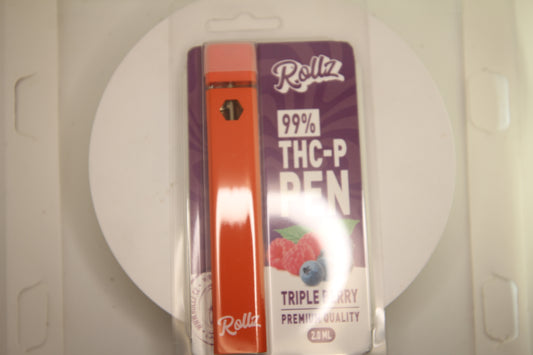 Rollz
99%
THC-P
PEN
TRIPLE BERRY
PREMIUM QUALITY
2.0 ML
Rollz